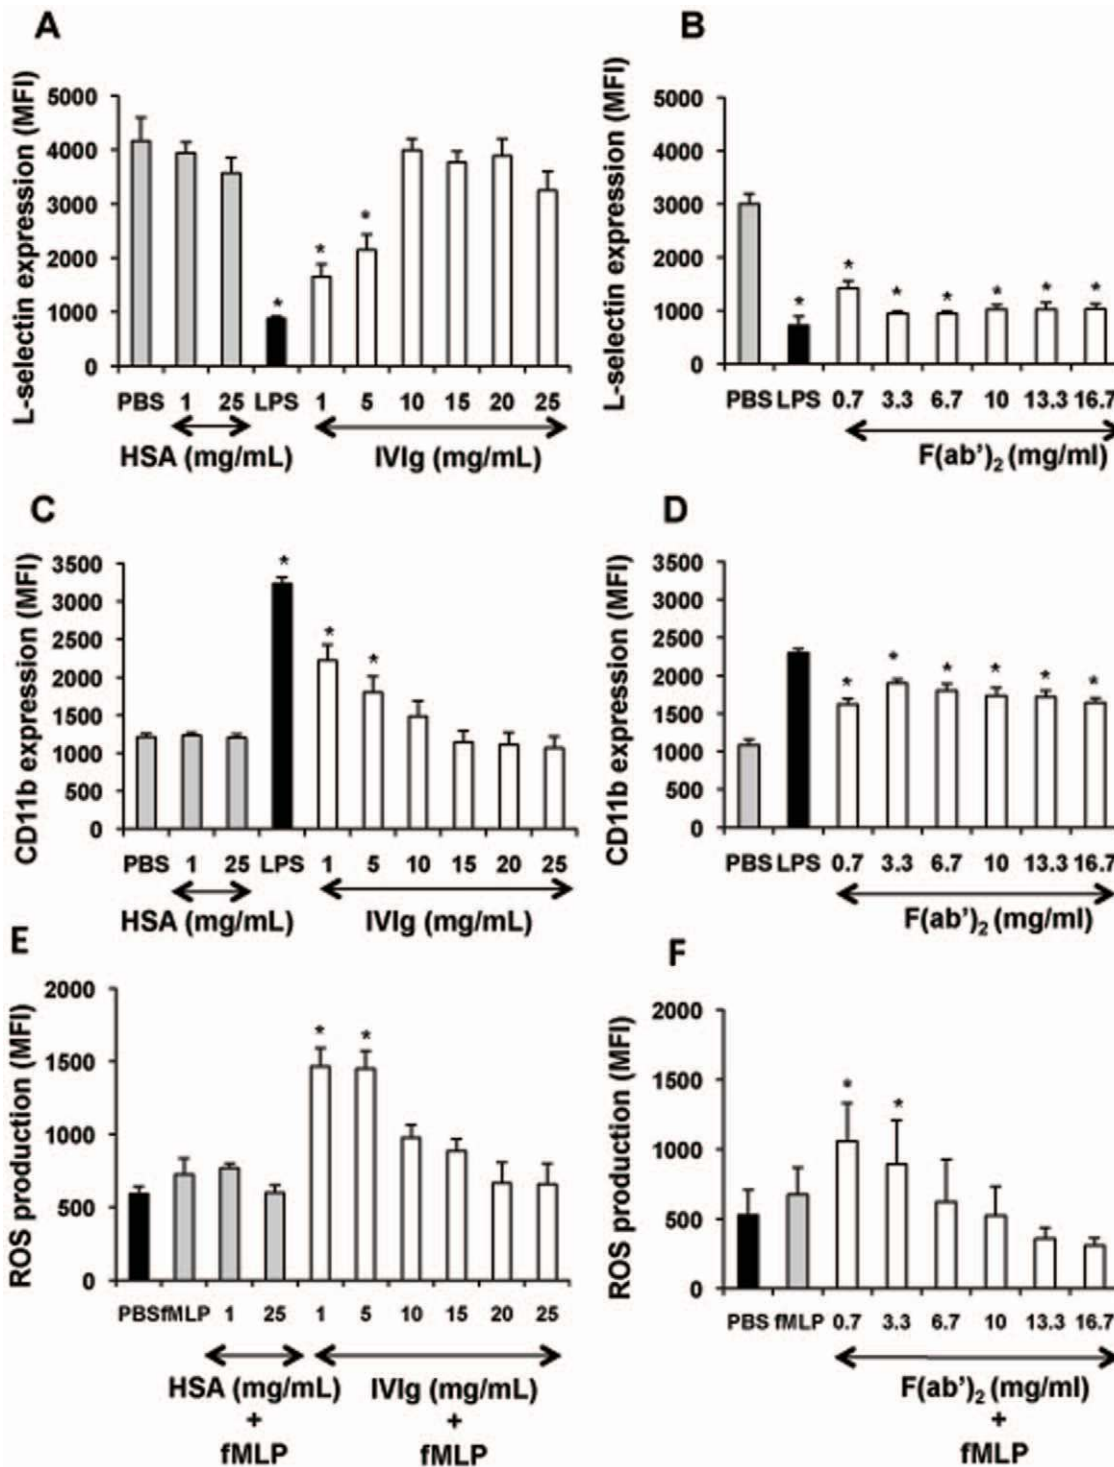 A
L-selectin expression (MFI)
5000
4000
3000
2000
1000
0
* * *
PBS 1 25 LPS 1 5 10 15 20 25
HSA (mg/mL) IVIg (mg/mL)
B
L-selectin expression (MFI)
5000
4000
3000
2000
1000
0
* * * * * * *
PBS LPS 0.7 3.3 6.7 10 13.3 16.7
F(ab’)2 (mg/ml)
C
CD11b expression (MFI)
3500
3000
2500
2000
1500
1000
500
0
* * *
PBS 1 25 LPS 1 5 10 15 20 25
HSA (mg/mL) IVIg (mg/mL)
D
CD11b expression (MFI)
3500
3000
2500
2000
1500
1000
500
0
* * * * * *
PBS LPS 0.7 3.3 6.7 10 13.3 16.7
F(ab’)2 (mg/ml)
E
ROS production (MFI)
2000
1500
1000
500
0
* *
PBS fMLP 1 25 1 5 10 15 20 25
HSA (mg/mL) IVIg (mg/mL)
+ +
fMLP fMLP
F
ROS production (MFI)
2000
1500
1000
500
0
* *
PBS fMLP 0.7 3.3 6.7 10 13.3 16.7
F(ab’)2 (mg/ml)
+
fMLP